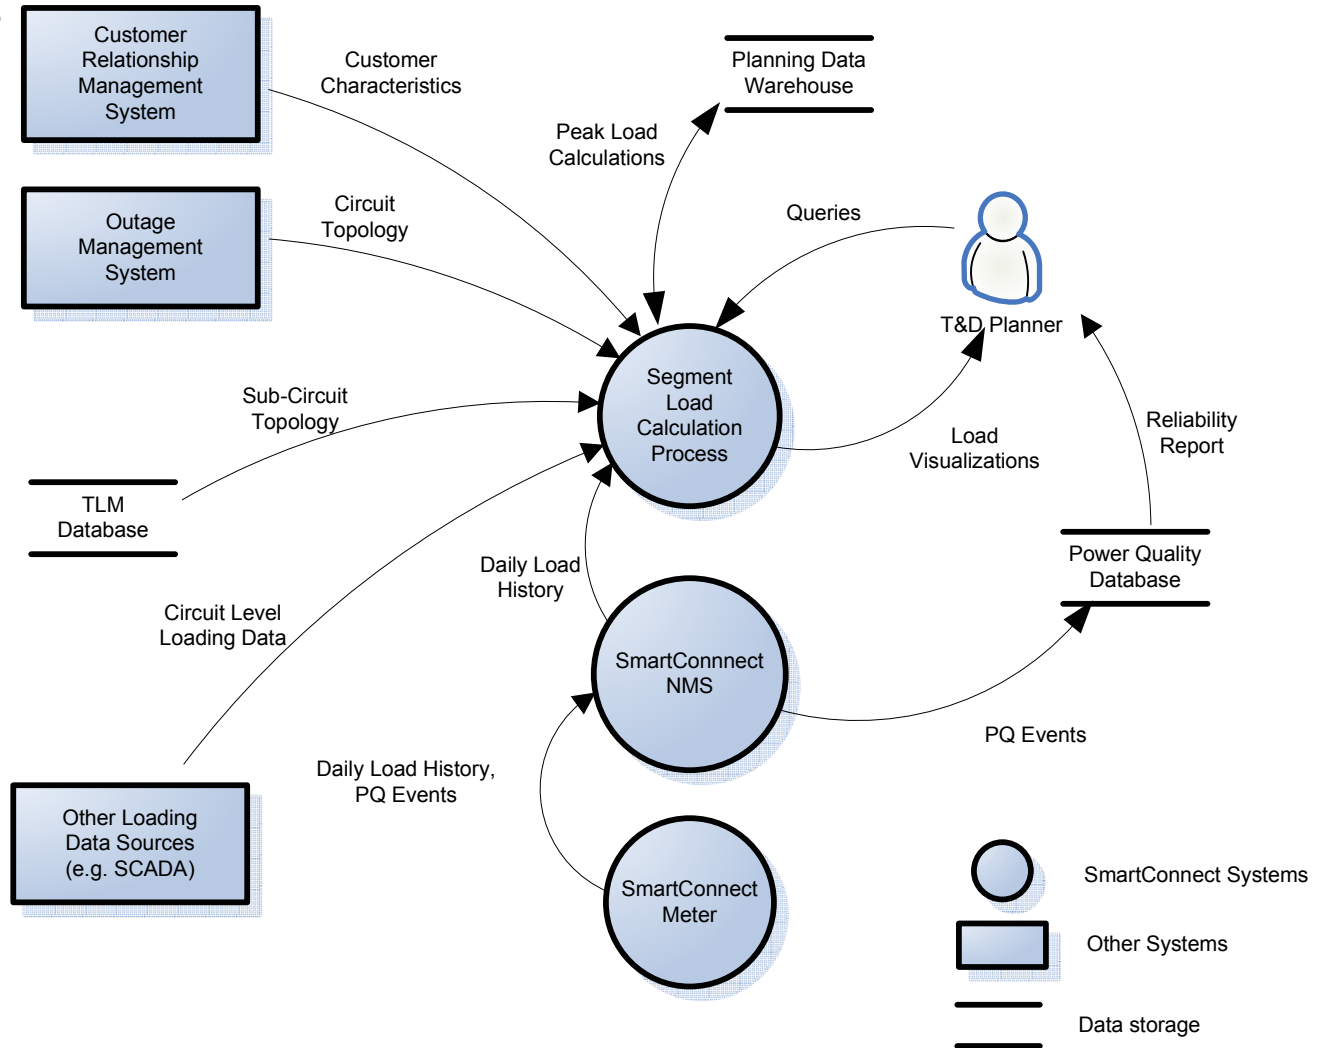 Customer
Relationship
Management
System
Customer
Characteristics
Planning Data
Warehouse
Peak Load
Calculations
Outage
Management
System
Circuit
Topology
Queries
T&D Planner
Segment
Load
Calculation
Process
Sub-Circuit
Topology
Load
Visualizations
Reliability
Report
TLM
Database
Daily Load
History
Power Quality
Database
Circuit Level
Loading Data
SmartConnnect
NMS
PQ Events
Daily Load History,
PQ Events
Other Loading
Data Sources
(e.g. SCADA)
SmartConnect
Meter
SmartConnect Systems
Other Systems
Data storage